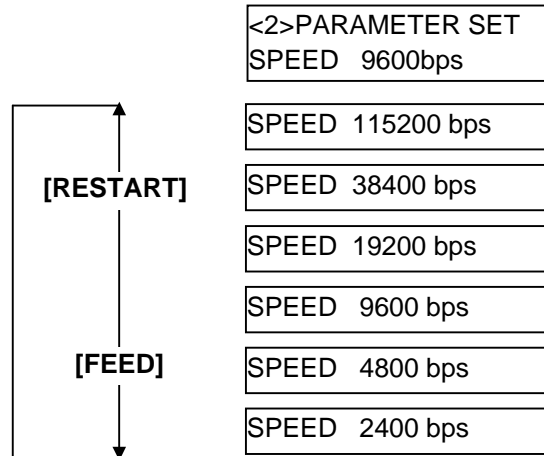 <2>PARAMETER SET
SPEED 9600bps
SPEED 115200 bps
[RESTART]
SPEED 38400 bps
SPEED 19200 bps
SPEED 9600 bps
[FEED]
SPEED 4800 bps
SPEED 2400 bps